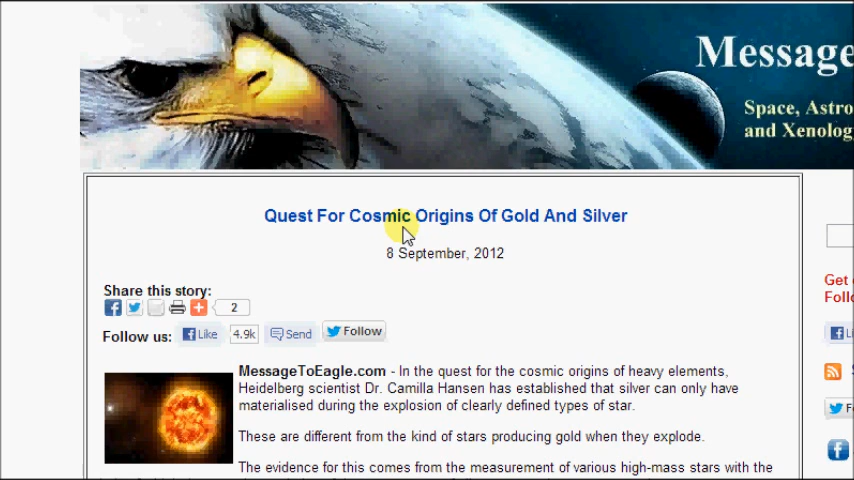 Message
Space, Astro
and Xenolog
Quest For Cosmic Origins Of Gold And Silver
8 September, 2012
Share this story:
2
Follow us: Like 4.9k Send Follow
Get
Foll
Li
MessageToEagle.com - In the quest for the cosmic origins of heavy elements,
Heidelberg scientist Dr. Camilla Hansen has established that silver can only have
materialised during the explosion of clearly defined types of star.
These are different from the kind of stars producing gold when they explode.
The evidence for this comes from the measurement of various high-mass stars with the